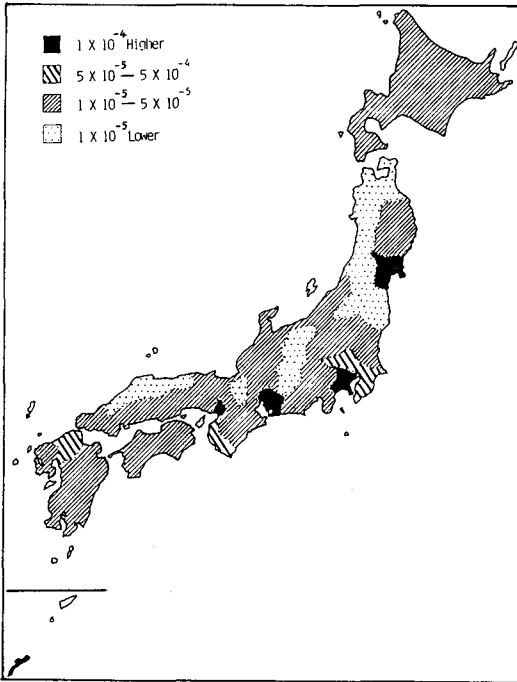 1 X 10⁻⁴ Higher
5 X 10⁻⁵ — 5 X 10⁻⁴
1 X 10⁻⁵ — 5 X 10⁻⁵
1 X 10⁻⁵ Lower